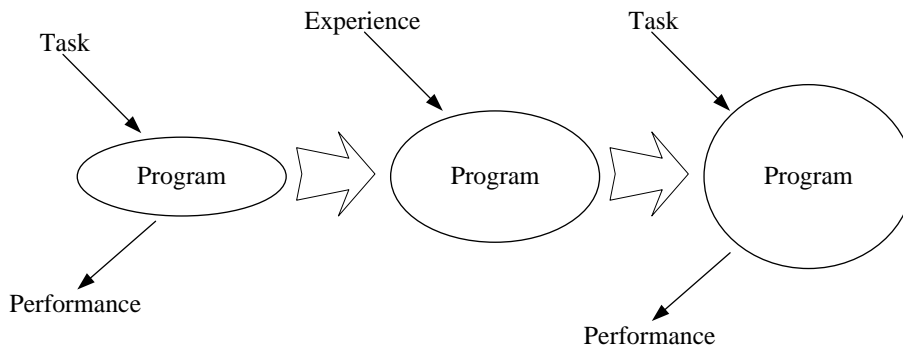 Experience
Task
Task
Program
Program
Program
Performance
Performance